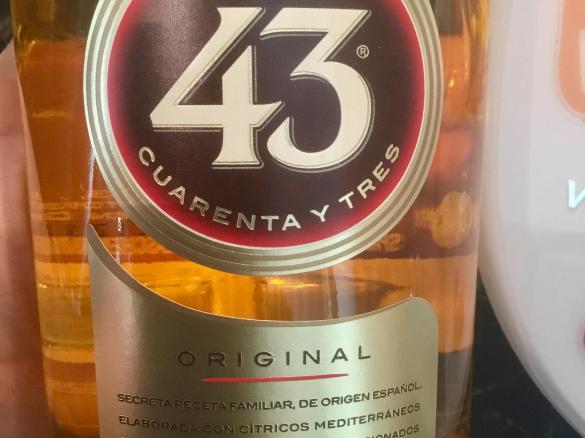 43®
CUARENTA Y TRES
ORIGINAL
SECRETA RECETA FAMILIAR, DE ORIGEN ESPAÑOL,
ELABORADA CON CÍTRICOS MEDITERRÁNEOS